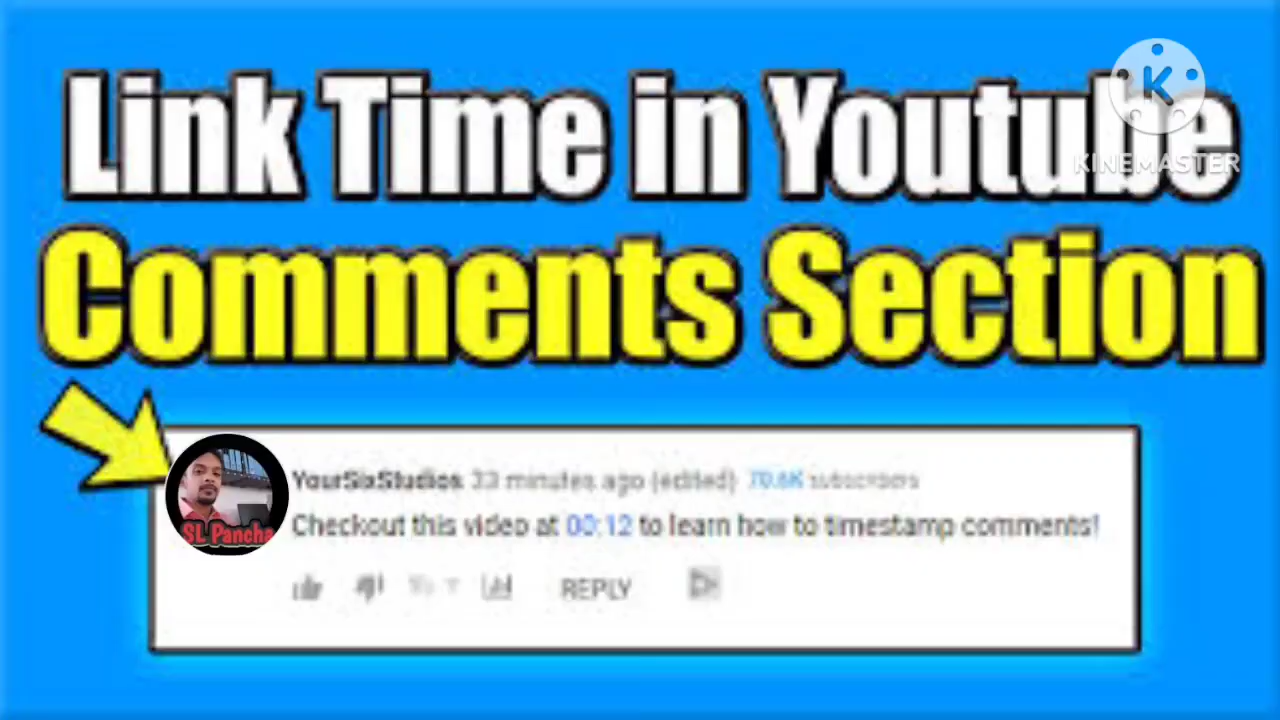 Link Time in Youtube
K
KINEMASTER
Comments Section
YourSixStudios 33 minutes ago (edited) 70.6K subscribers
Checkout this video at 00:12 to learn how to timestamp comments!
SL Pancha
REPLY